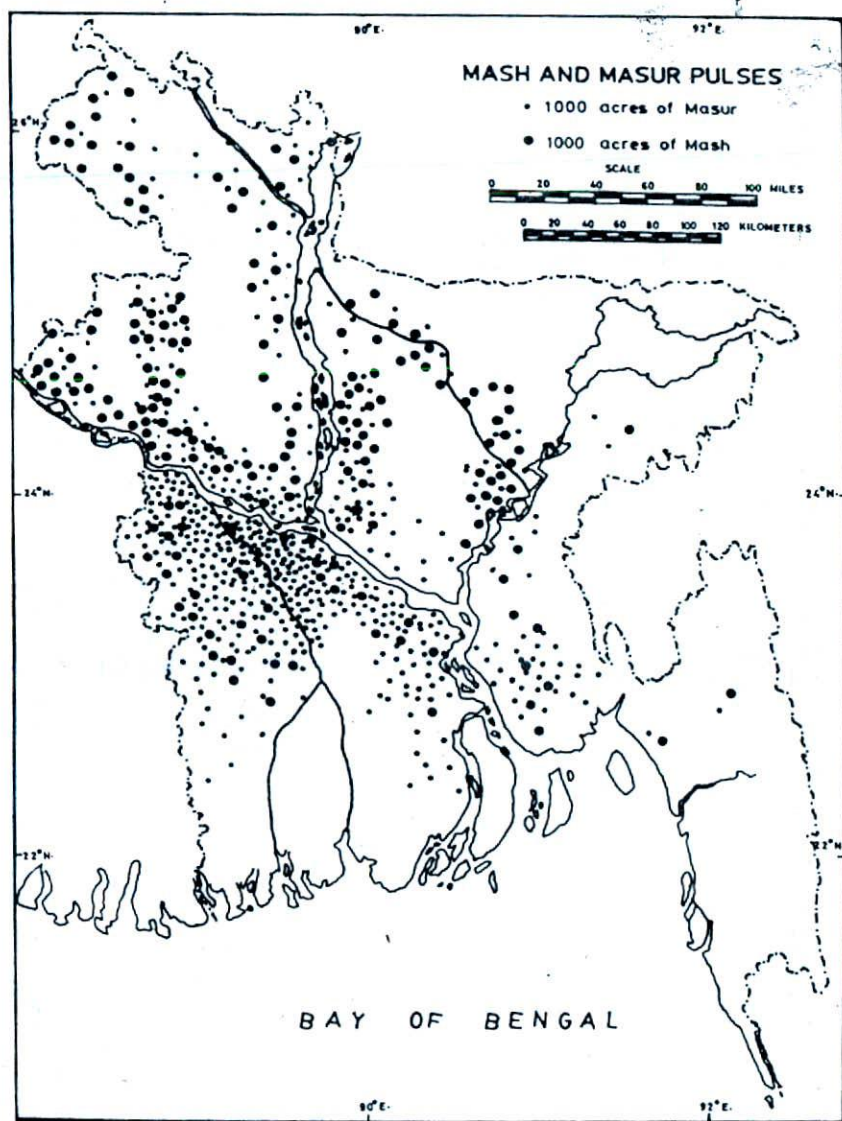 90°E.
92°E.
MASH AND MASUR PULSES
• 1000 acres of Masur
● 1000 acres of Mash
SCALE
0 20 40 60 80 100 MILES
0 20 40 60 80 100 120 KILOMETERS
26°N.
24°N.
24°N.
22°N.
22°N.
BAY OF BENGAL
90°E.
92°E.